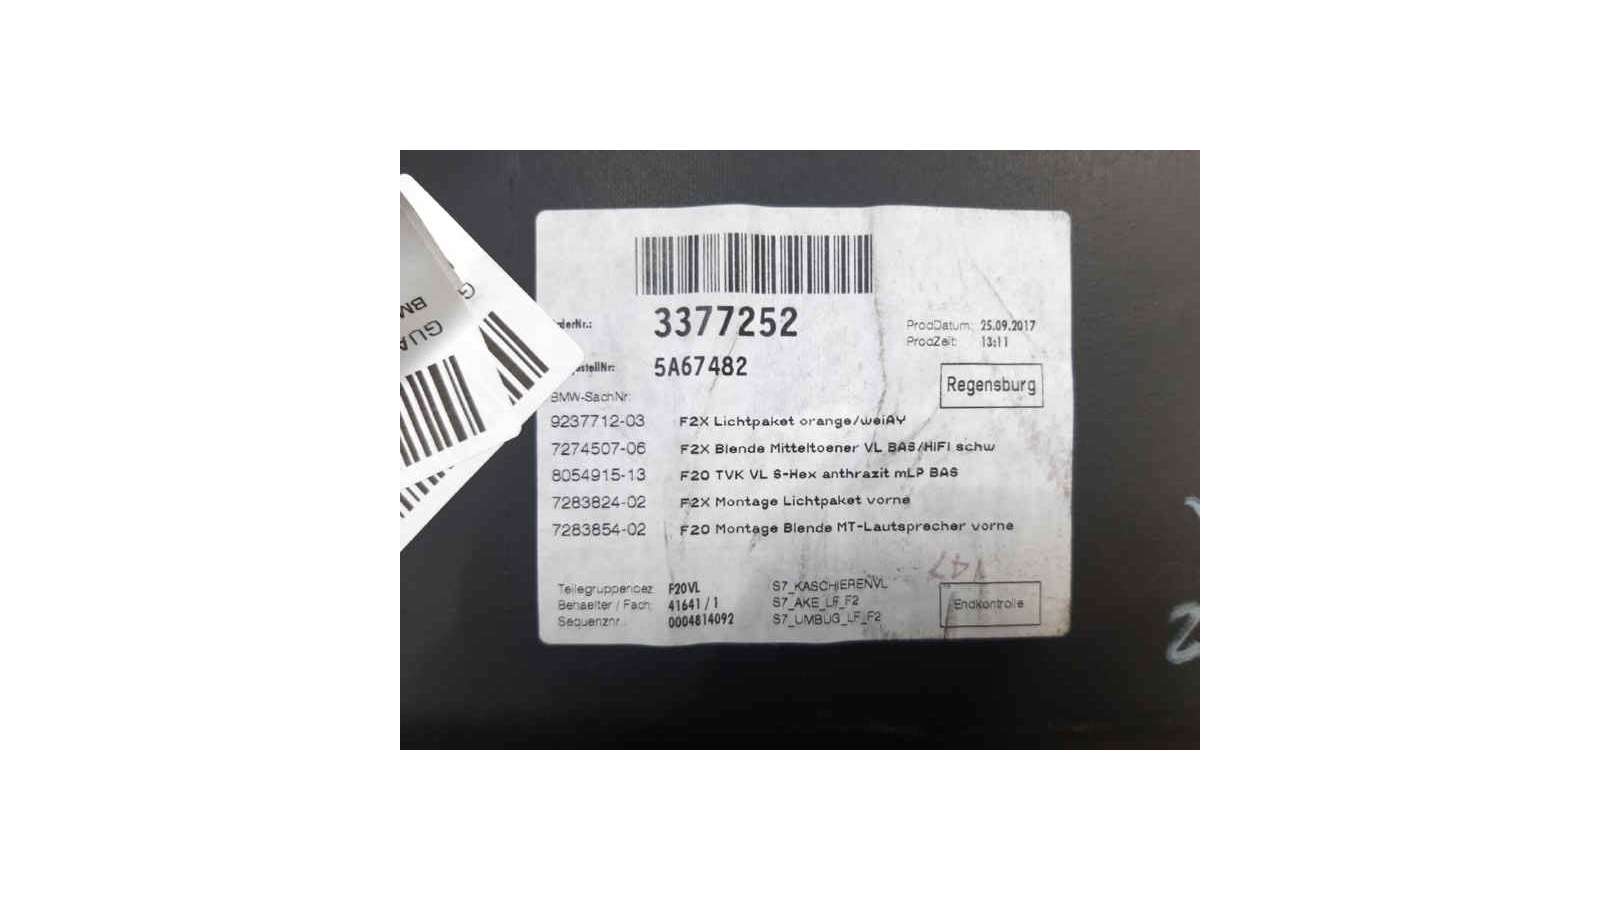 3377252
ProdDatum: 25.09.2017
ProdZeit: 13:11
5A67482
Regensburg
BMW-SachNr:
9237712-03 F2X Lichtpaket orange/weiAY
7274507-06 F2X Blende Mitteltoener VL BAS/HiFi schw
8054915-13 F20 TVK VL S-Hex anthrazit mLP BAS
7283824-02 F2X Montage Lichtpaket vorne
7283854-02 F20 Montage Blende MT-Lautsprecher vorne
Teilegruppenbez: F20VL S7_KASCHIERENVL
Behaelter / Fach: 41641 / 1 S7_AKE_LF_F2
Sequenznr.: 0004814092 S7_UMBUG_LF_F2
Endkontrolle
GUA
BM
G
2